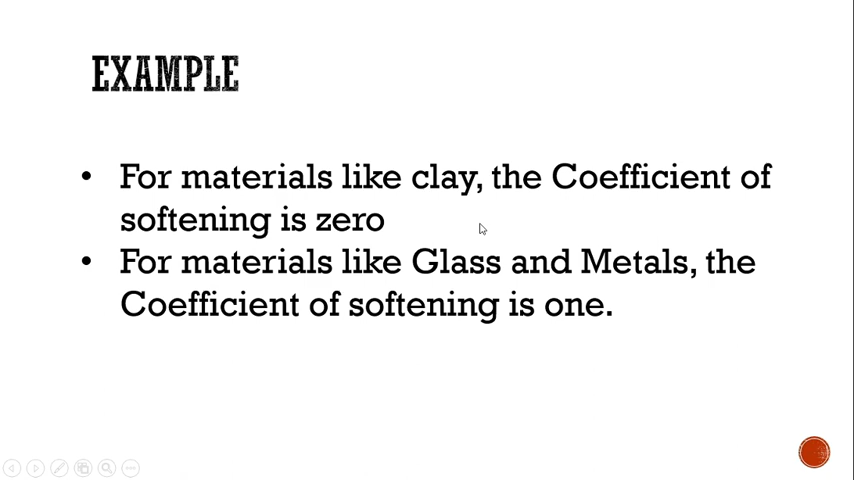 EXAMPLE
• For materials like clay, the Coefficient of
softening is zero
• For materials like Glass and Metals, the
Coefficient of softening is one.